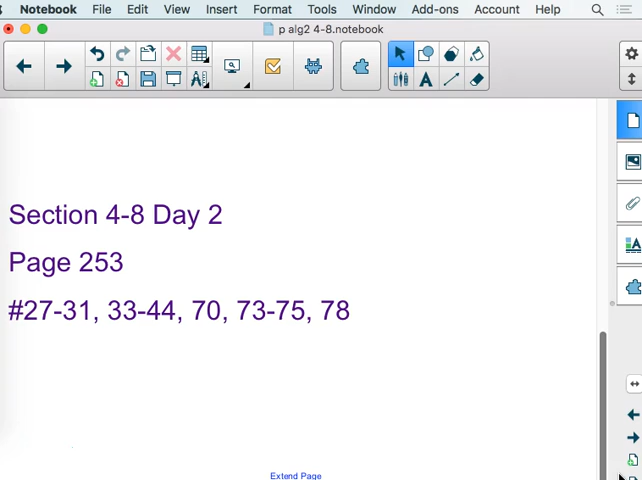 Notebook File Edit View Insert Format Tools Window Add-ons Account Help
p alg2 4-8.notebook
Section 4-8 Day 2
Page 253
#27-31, 33-44, 70, 73-75, 78
Extend Page